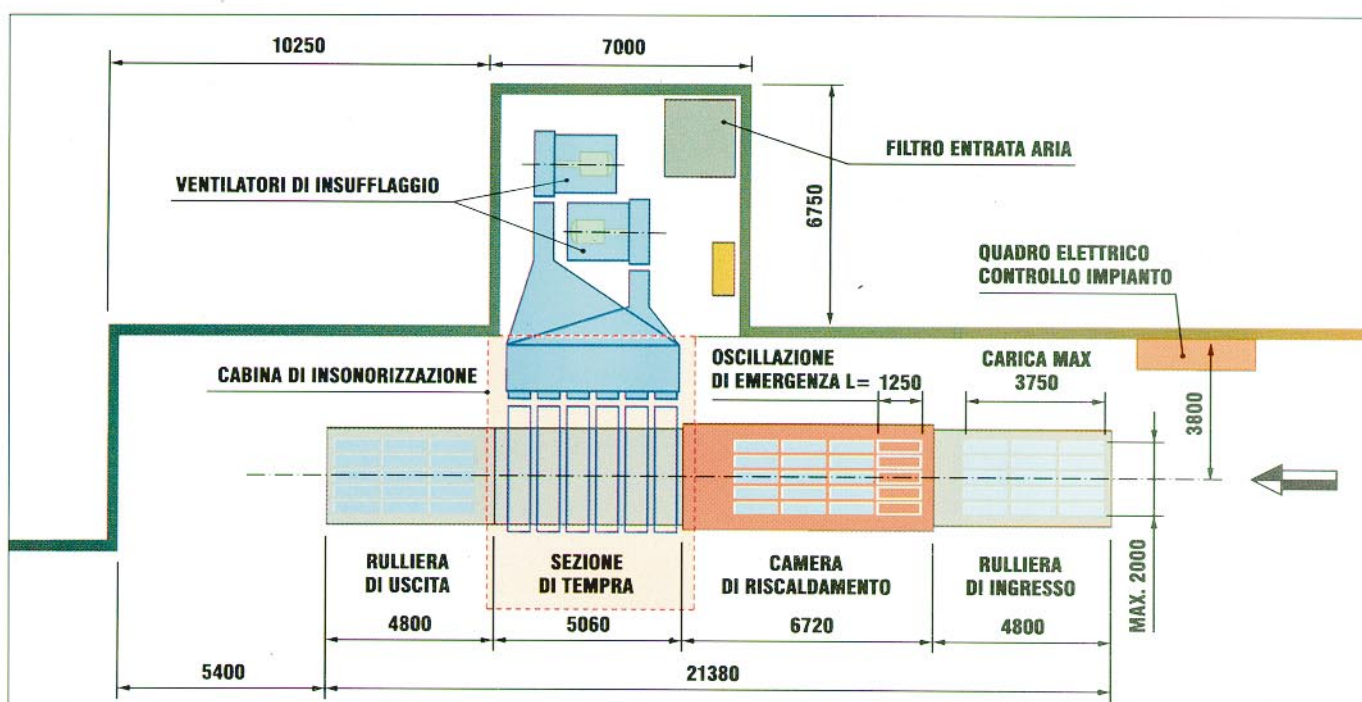 10250
7000
FILTRO ENTRATA ARIA
VENTILATORI DI INSUFFLAGGIO
6750
QUADRO ELETTRICO
CONTROLLO IMPIANTO
CABINA DI INSONORIZZAZIONE
OSCILLAZIONE
DI EMERGENZA L= 1250
CARICA MAX
3750
3800
MAX. 2000
RULLIERA
DI USCITA
SEZIONE
DI TEMPRA
CAMERA
DI RISCALDAMENTO
RULLIERA
DI INGRESSO
4800
5060
6720
4800
5400
21380